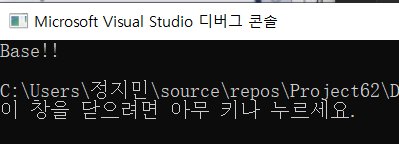 Microsoft Visual Studio 디버그 콘솔
Base!!
C:\Users\정지민\source\repos\Project62\D
이 창을 닫으려면 아무 키나 누르세요.